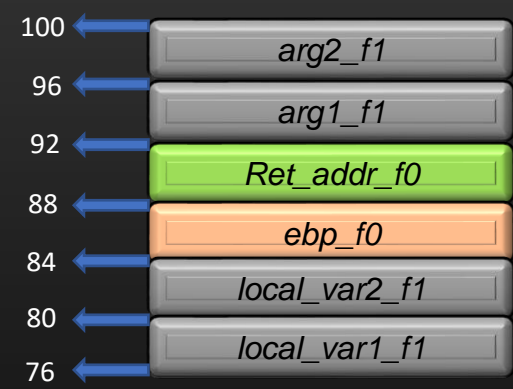 100
arg2_f1
96
arg1_f1
92
Ret_addr_f0
88
ebp_f0
84
local_var2_f1
80
local_var1_f1
76